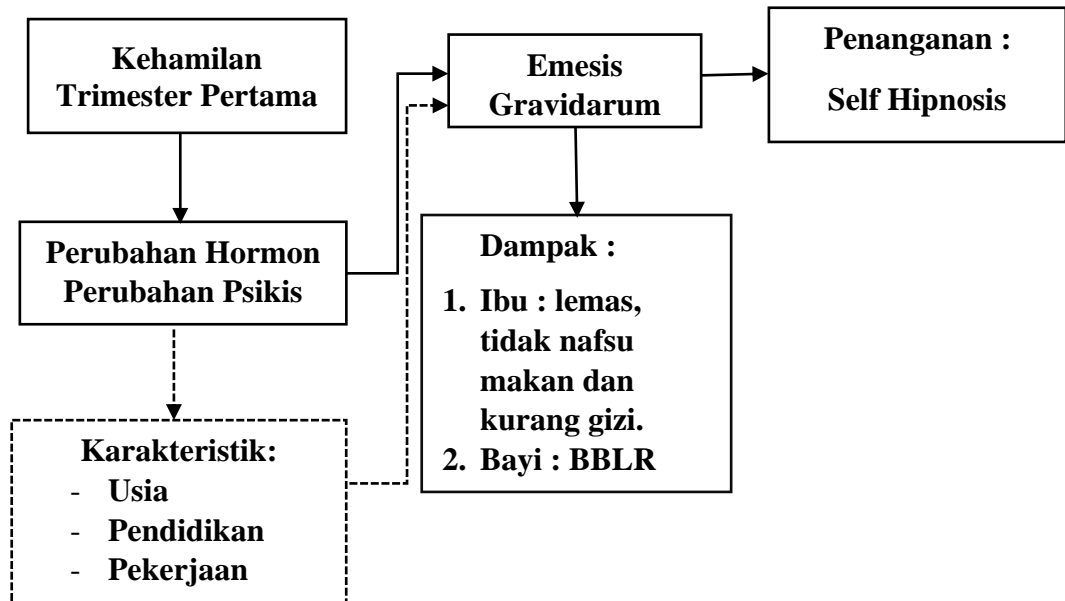 Kehamilan
Trimester Pertama
Perubahan Hormon
Perubahan Psikis
Karakteristik:
- Usia
- Pendidikan
- Pekerjaan
Emesis
Gravidarum
Dampak :
1. Ibu : lemas,
tidak nafsu
makan dan
kurang gizi.
2. Bayi : BBLR
Penanganan :
Self Hipnosis